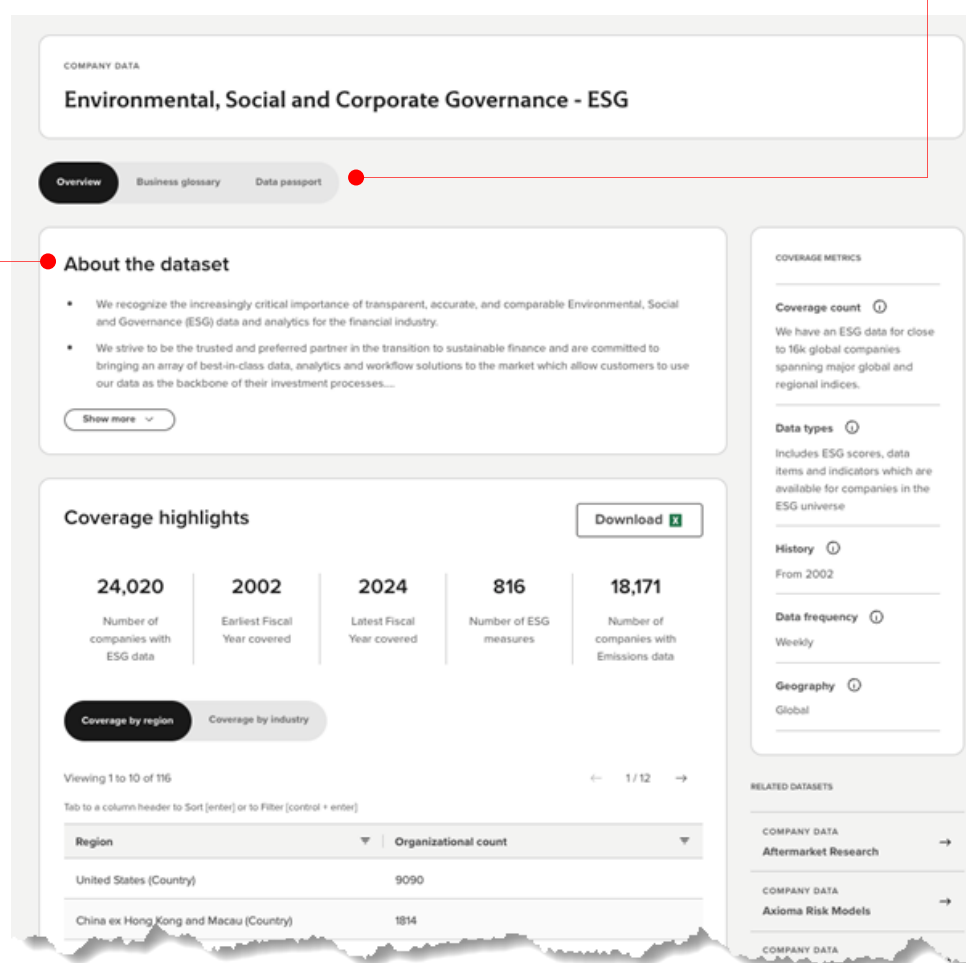 COMPANY DATA
Environmental, Social and Corporate Governance - ESG
Overview
Business glossary
Data passport
About the dataset
• We recognize the increasingly critical importance of transparent, accurate, and comparable Environmental, Social
and Governance (ESG) data and analytics for the financial industry.
• We strive to be the trusted and preferred partner in the transition to sustainable finance and are committed to
bringing an array of best-in-class data, analytics and workflow solutions to the market which allow customers to use
our data as the backbone of their investment processes....
Show more
Coverage highlights
Download
24,020
Number of
companies with
ESG data
2002
Earliest Fiscal
Year covered
2024
Latest Fiscal
Year covered
816
Number of ESG
measures
18,171
Number of
companies with
Emissions data
Coverage by region
Coverage by industry
Viewing 1 to 10 of 116
← 1 / 12 →
Tab to a column header to Sort [enter] or to Filter [control + enter]
Region
Organizational count
United States (Country)
9090
China ex Hong Kong and Macau (Country)
1814
COVERAGE METRICS
Coverage count
We have an ESG data for close
to 16k global companies
spanning major global and
regional indices.
Data types
Includes ESG scores, data
items and indicators which are
available for companies in the
ESG universe
History
From 2002
Data frequency
Weekly
Geography
Global
RELATED DATASETS
COMPANY DATA
Aftermarket Research
COMPANY DATA
Axioma Risk Models
COMPANY DATA